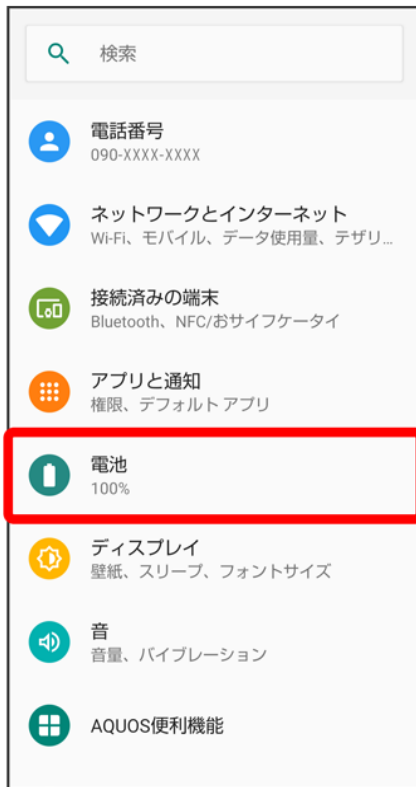 検索
電話番号
090-XXXX-XXXX
ネットワークとインターネット
Wi-Fi、モバイル、データ使用量、テザリ...
接続済みの端末
Bluetooth、NFC/おサイフケータイ
アプリと通知
権限、デフォルト アプリ
電池
100%
ディスプレイ
壁紙、スリープ、フォントサイズ
音
音量、バイブレーション
AQUOS便利機能